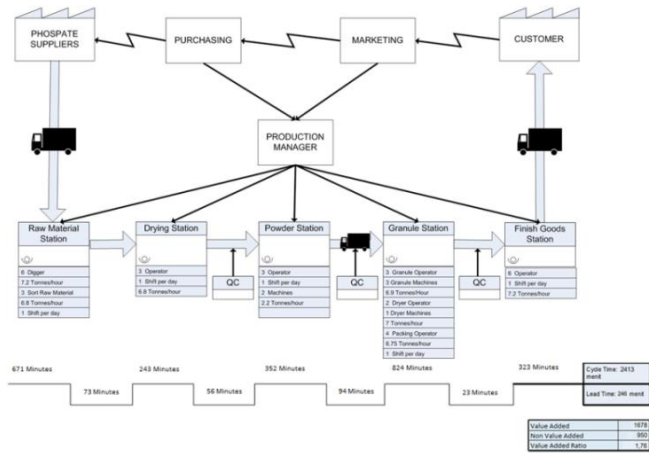 PHOSPATE
SUPPLIERS
PURCHASING
MARKETING
CUSTOMER
PRODUCTION
MANAGER
Raw Material
Station
6 Digger
7.2 Tonnes/hour
3 Sort Raw Material
6.8 Tonnes/hour
1 Shift per day
Drying Station
3 Operator
1 Shift per day
6.8 Tonnes/hour
QC
Powder Station
3 Operator
1 Shift per day
2 Machines
2.2 Tonnes/hour
QC
Granule Station
3 Granule Operator
3 Granule Machines
6.9 Tonnes/Hour
2 Dryer Operator
1 Dryer Machines
7 Tonnes/hour
4 Packing Operator
6.75 Tonnes/hour
1 Shift per day
QC
Finish Goods
Station
6 Operator
1 Shift per day
7.2 Tonnes/hour
671 Minutes
73 Minutes
243 Minutes
56 Minutes
352 Minutes
94 Minutes
824 Minutes
23 Minutes
323 Minutes
Cycle Time: 2413
menit
Lead Time: 246 menit
Value Added 1678
Non Value Added 950
Value Added Ratio 1,76